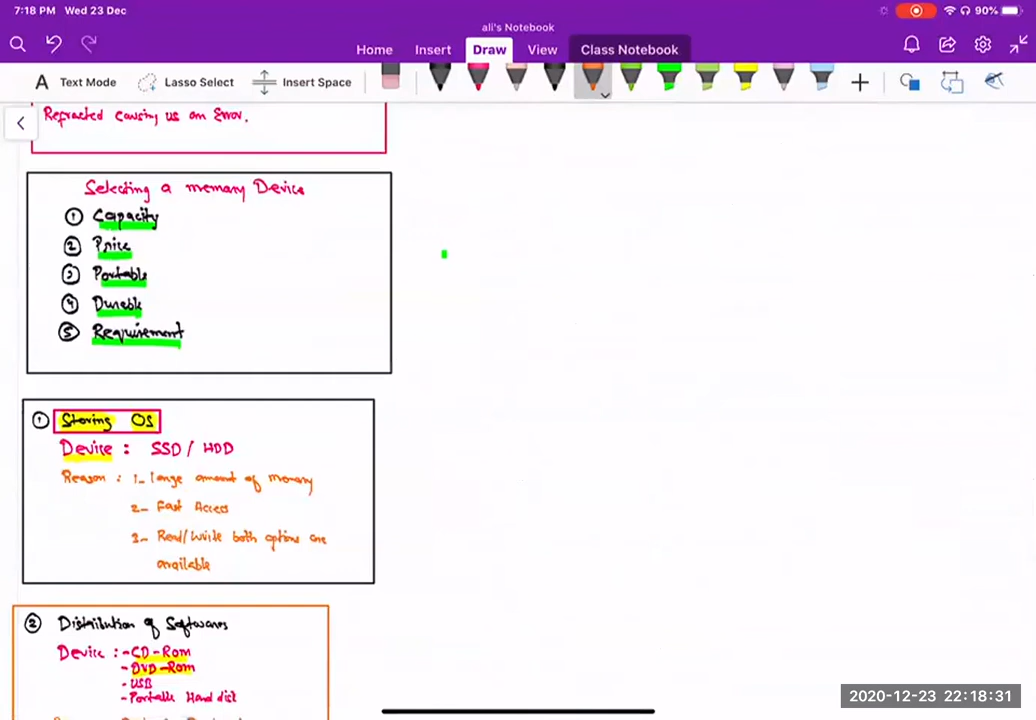 7:18 PM Wed 23 Dec
90%
ali's Notebook
Home Insert Draw View Class Notebook
Text Mode Lasso Select Insert Space
Refracted causing us an Error.
Selecting a memory Device
① Capacity
② Price
③ Portable
④ Durable
⑤ Requirement
① Storing OS
Device : SSD / HDD
Reason : 1- large amount of memory
2- Fast Access
3- Read/Write both options are
available
② Distribution of Softwares
Device : - CD-Rom
- DVD-Rom
- USB
- Portable Hard disk
2020-12-23 22:18:31